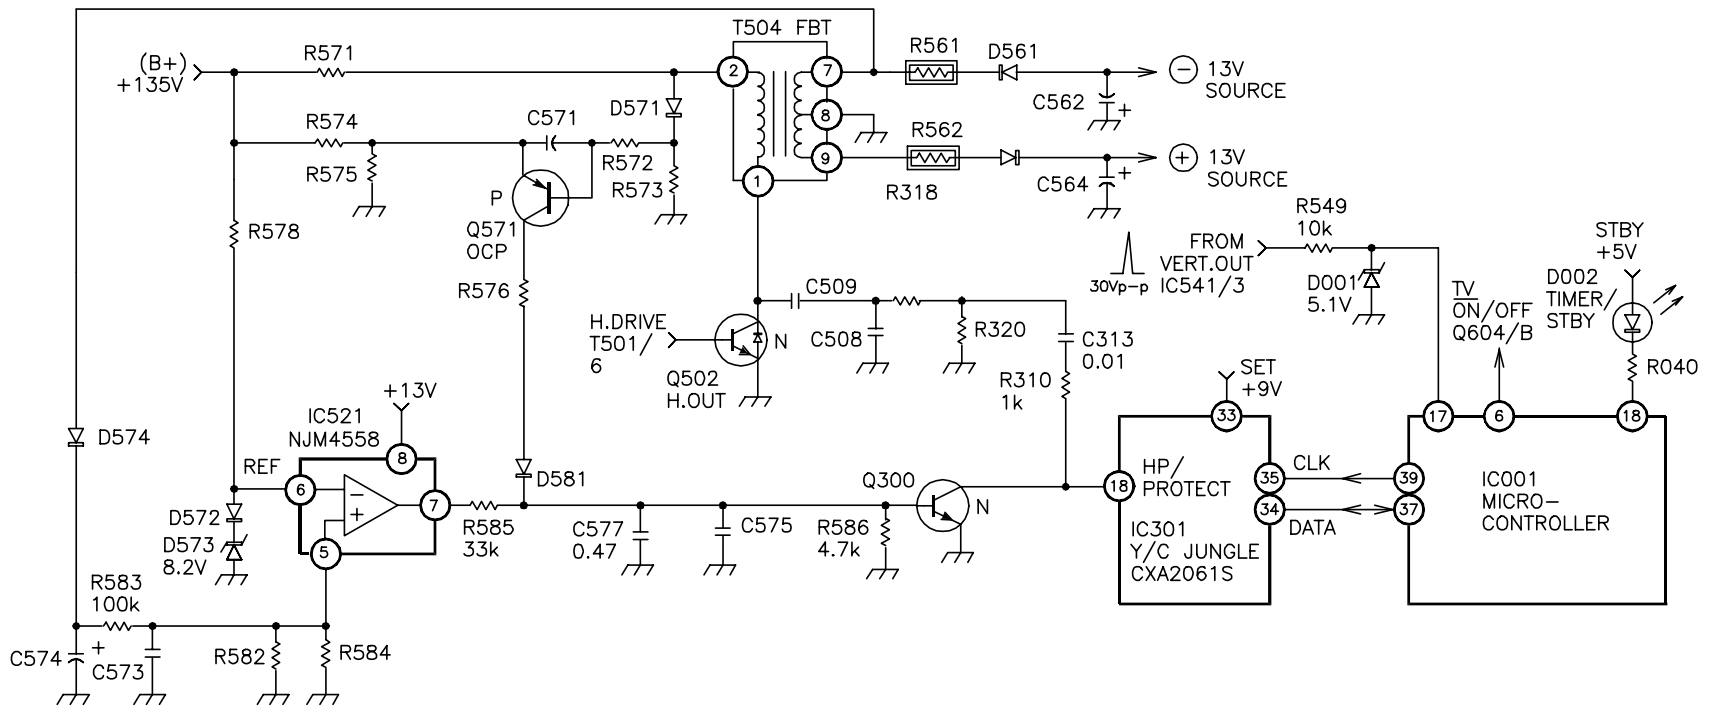 T504 FBT
(B+)
+135V
R571
2
7
R561
D561
−
13V
SOURCE
D571
C562
+
R574
C571
8
R572
R562
9
+
13V
SOURCE
R575
R573
1
R318
C564
+
P
Q571
OCP
R578
R549
10k
FROM
VERT.OUT
IC541/3
30Vp-p
STBY
+5V
D001
5.1V
TV
ON/OFF
Q604/B
D002
TIMER/
STBY
R576
C509
H.DRIVE
T501/
6
N
C508
R320
C313
0.01
Q502
H.OUT
R310
1k
SET
+9V
R040
+13V
IC521
NJM4558
8
33
17
6
18
D574
REF
6
−
+
7
5
D581
Q300
N
18
HP/
PROTECT
35
CLK
39
34
DATA
37
IC001
MICRO-
CONTROLLER
IC301
Y/C JUNGLE
CXA2061S
D572
D573
8.2V
R585
33k
C577
0.47
C575
R586
4.7k
R583
100k
C574
+
C573
R582
R584